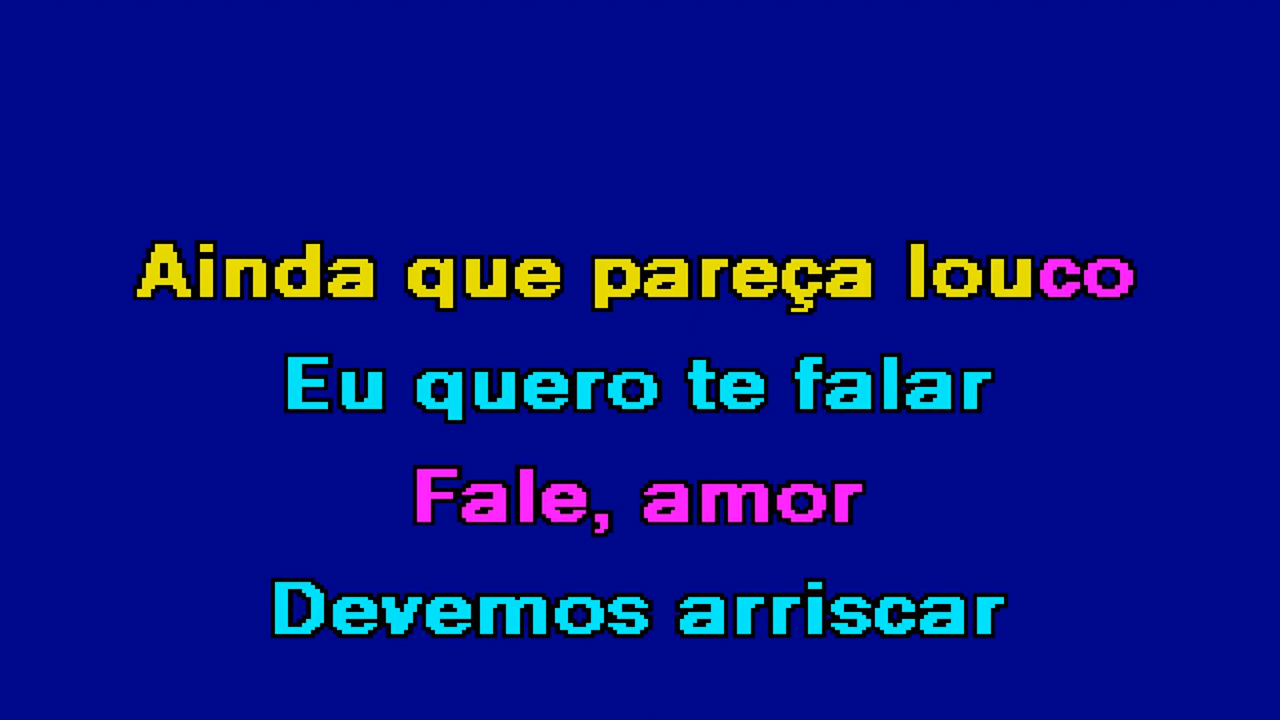 Ainda que pareça louco
Eu quero te falar
Fale, amor
Devemos arriscar